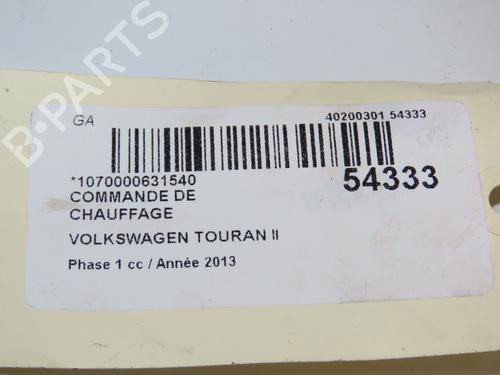 GA
40200301 54333
*1070000631540
54333
COMMANDE DE
CHAUFFAGE
VOLKSWAGEN TOURAN II
Phase 1 cc / Année 2013
B-PARTS